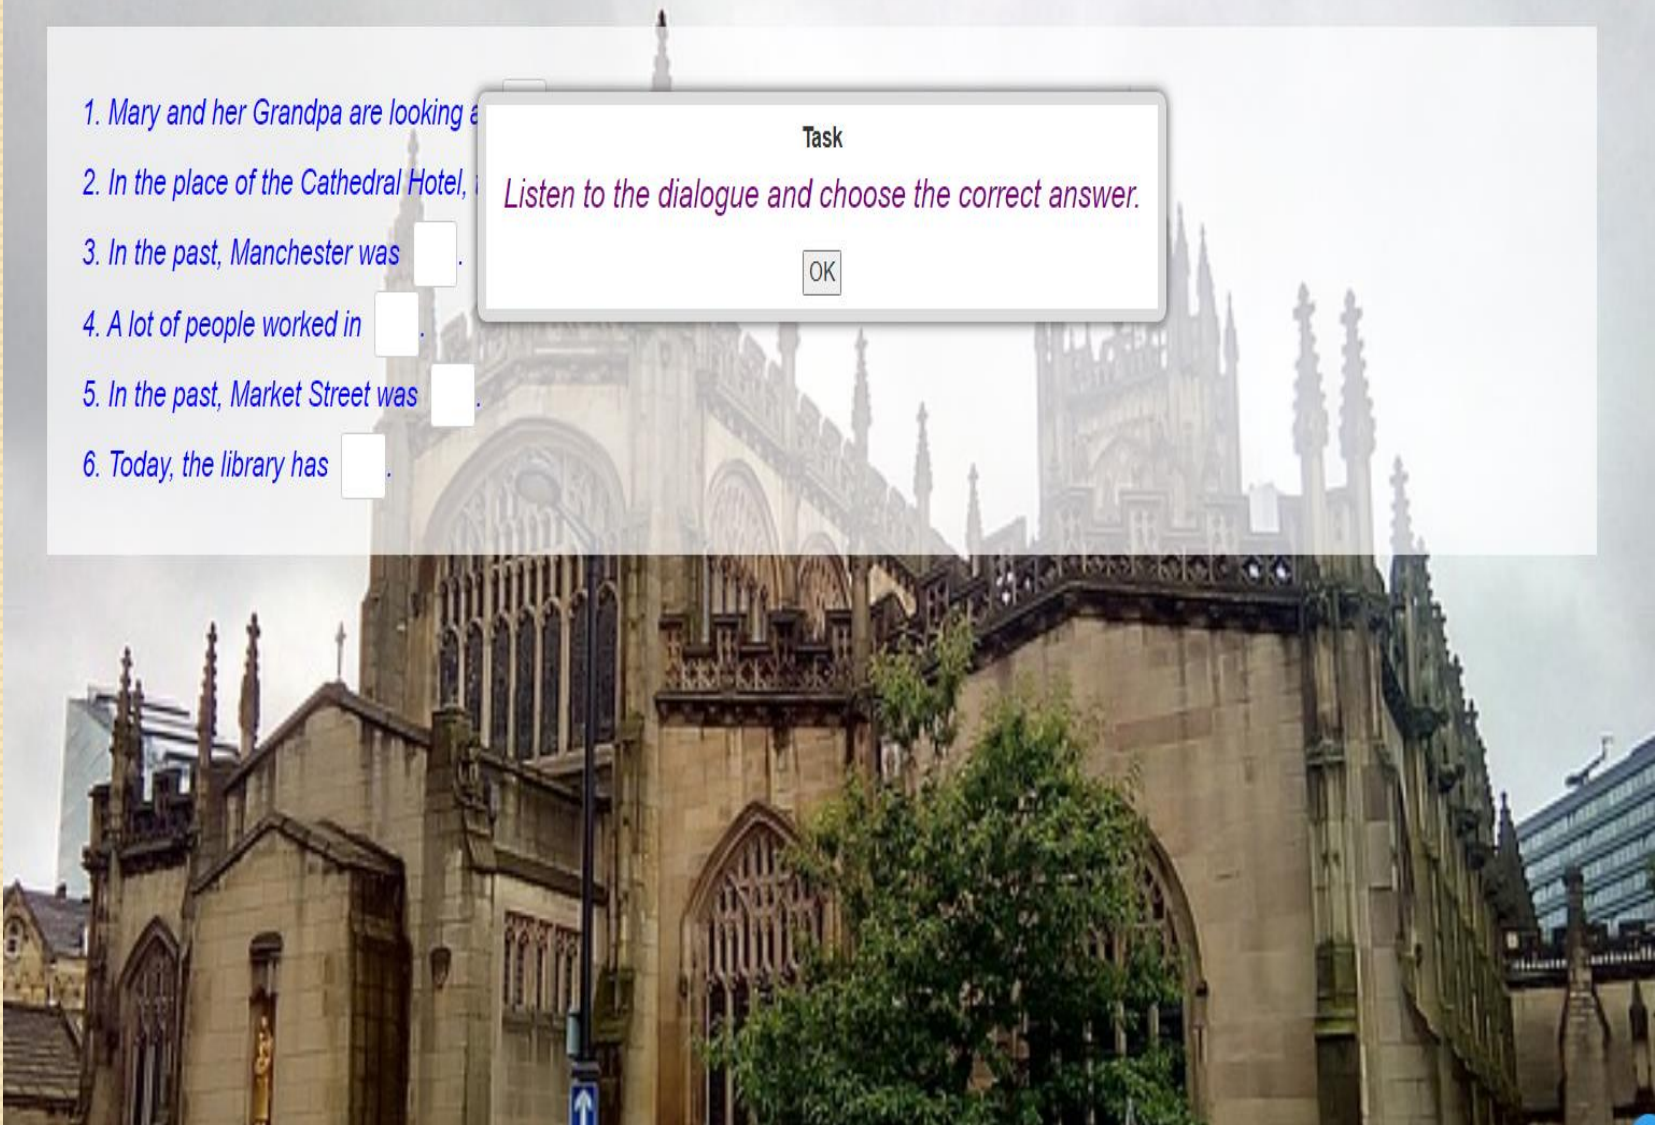 1. Mary and her Grandpa are looking
2. In the place of the Cathedral Hotel,
3. In the past, Manchester was .
4. A lot of people worked in .
5. In the past, Market Street was .
6. Today, the library has .
Task
Listen to the dialogue and choose the correct answer.
OK